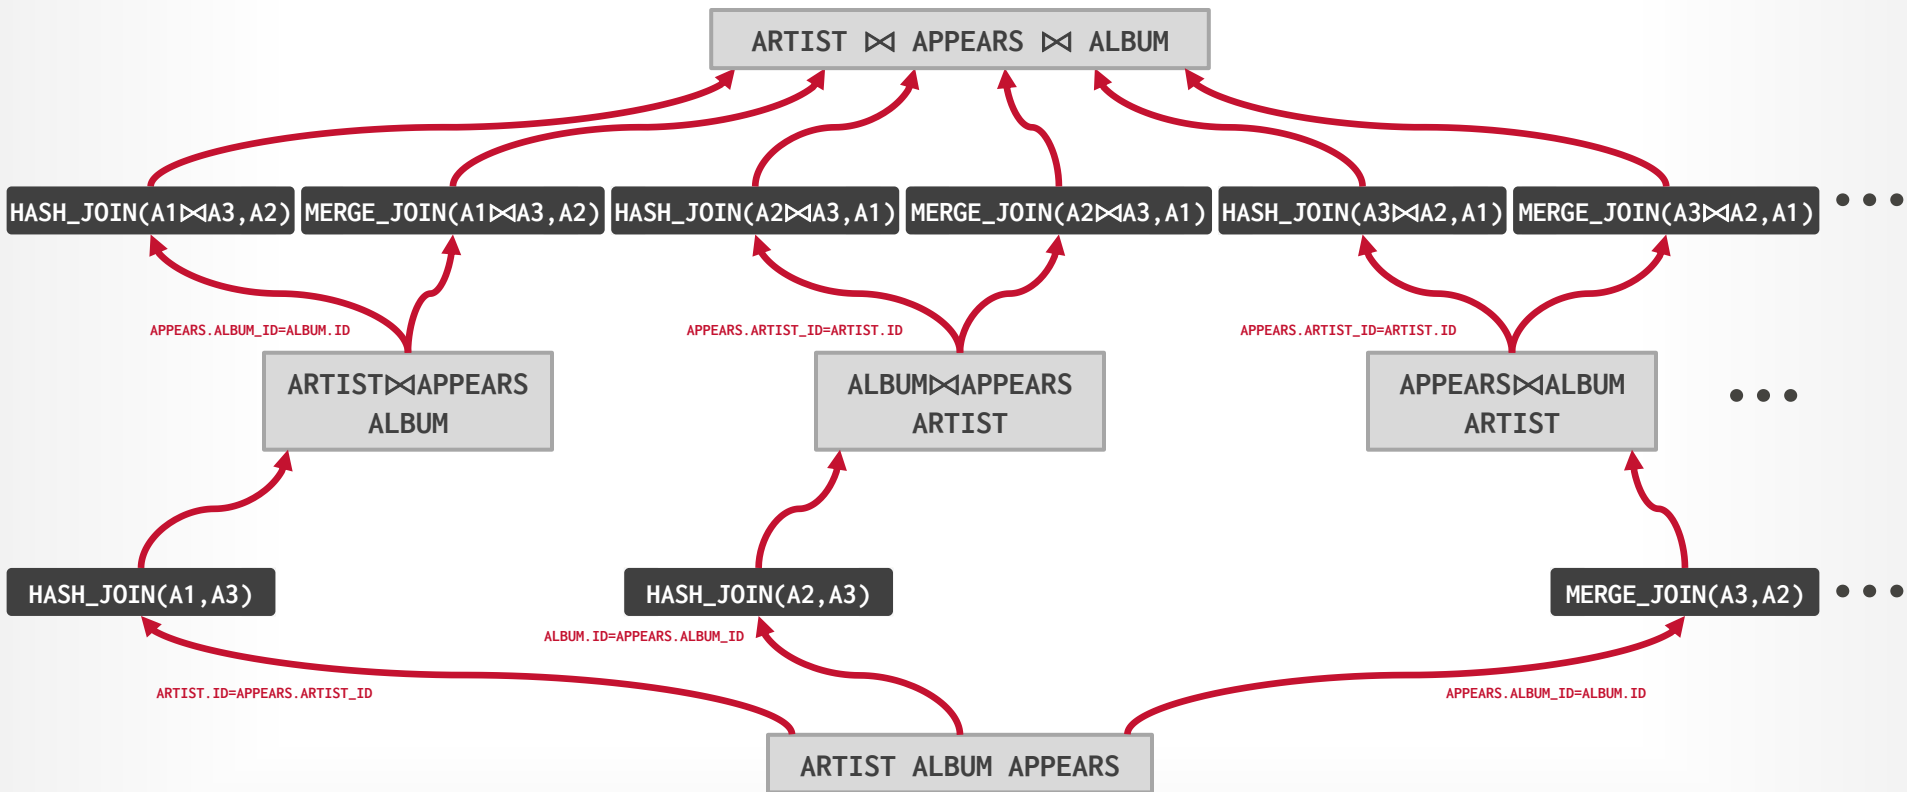 ARTIST ⋈ APPEARS ⋈ ALBUM
HASH_JOIN(A1⋈A3,A2)
MERGE_JOIN(A1⋈A3,A2)
HASH_JOIN(A2⋈A3,A1)
MERGE_JOIN(A2⋈A3,A1)
HASH_JOIN(A3⋈A2,A1)
MERGE_JOIN(A3⋈A2,A1)
•••
APPEARS.ALBUM_ID=ALBUM.ID
APPEARS.ARTIST_ID=ARTIST.ID
APPEARS.ARTIST_ID=ARTIST.ID
ARTIST⋈APPEARS
ALBUM
ALBUM⋈APPEARS
ARTIST
APPEARS⋈ALBUM
ARTIST
•••
HASH_JOIN(A1,A3)
HASH_JOIN(A2,A3)
MERGE_JOIN(A3,A2)
•••
ALBUM.ID=APPEARS.ALBUM_ID
ARTIST.ID=APPEARS.ARTIST_ID
APPEARS.ALBUM_ID=ALBUM.ID
ARTIST ALBUM APPEARS